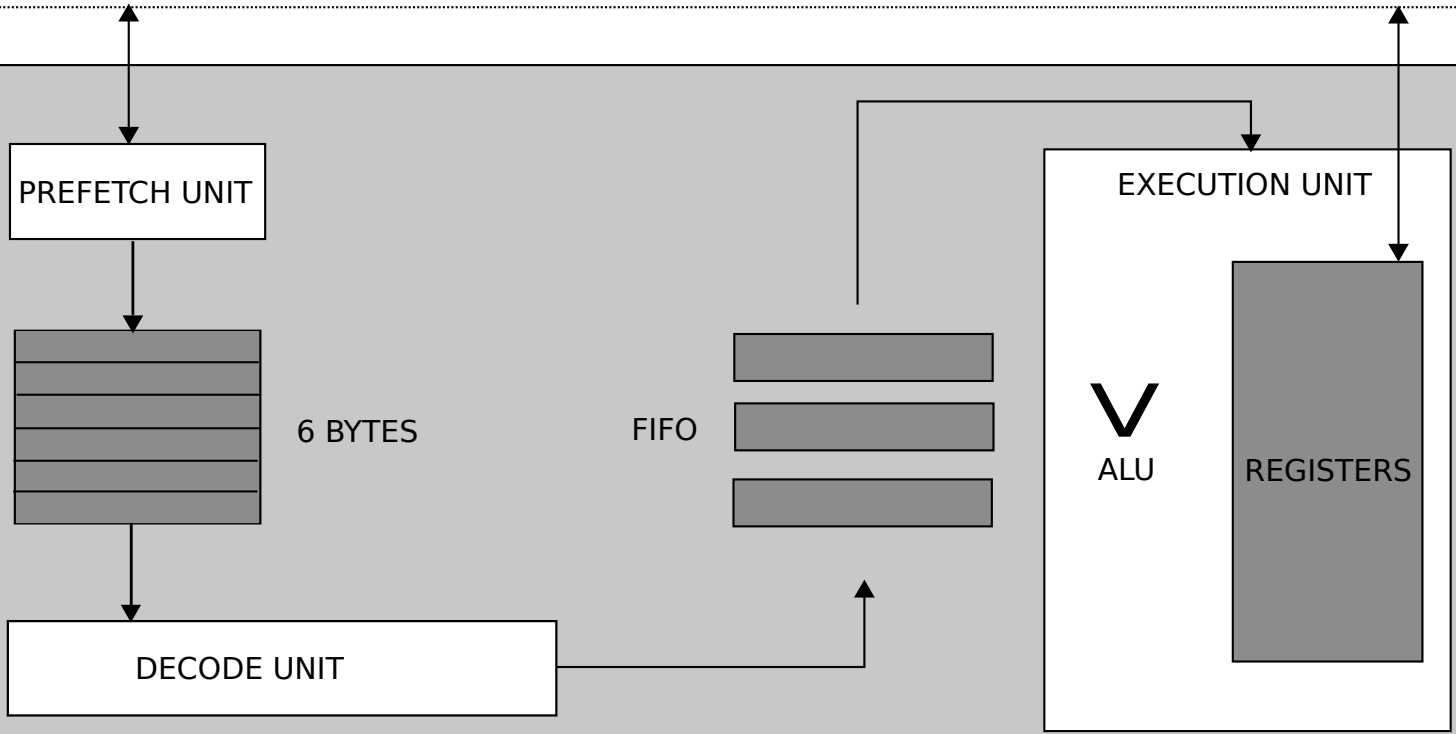 PREFETCH UNIT
EXECUTION UNIT
6 BYTES
FIFO
ALU
REGISTERS
DECODE UNIT